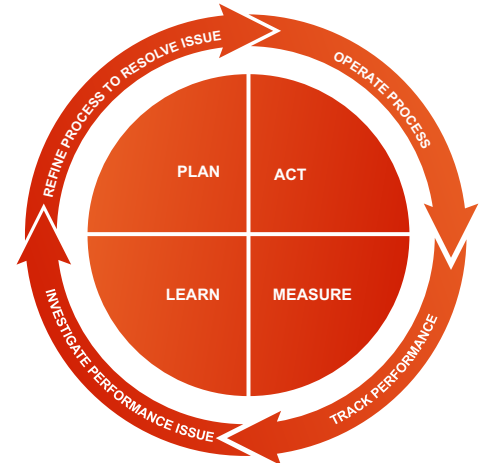 REFINE PROCESS TO RESOLVE ISSUE
OPERATE PROCESS
PLAN
ACT
LEARN
MEASURE
INVESTIGATE PERFORMANCE ISSUE
TRACK PERFORMANCE